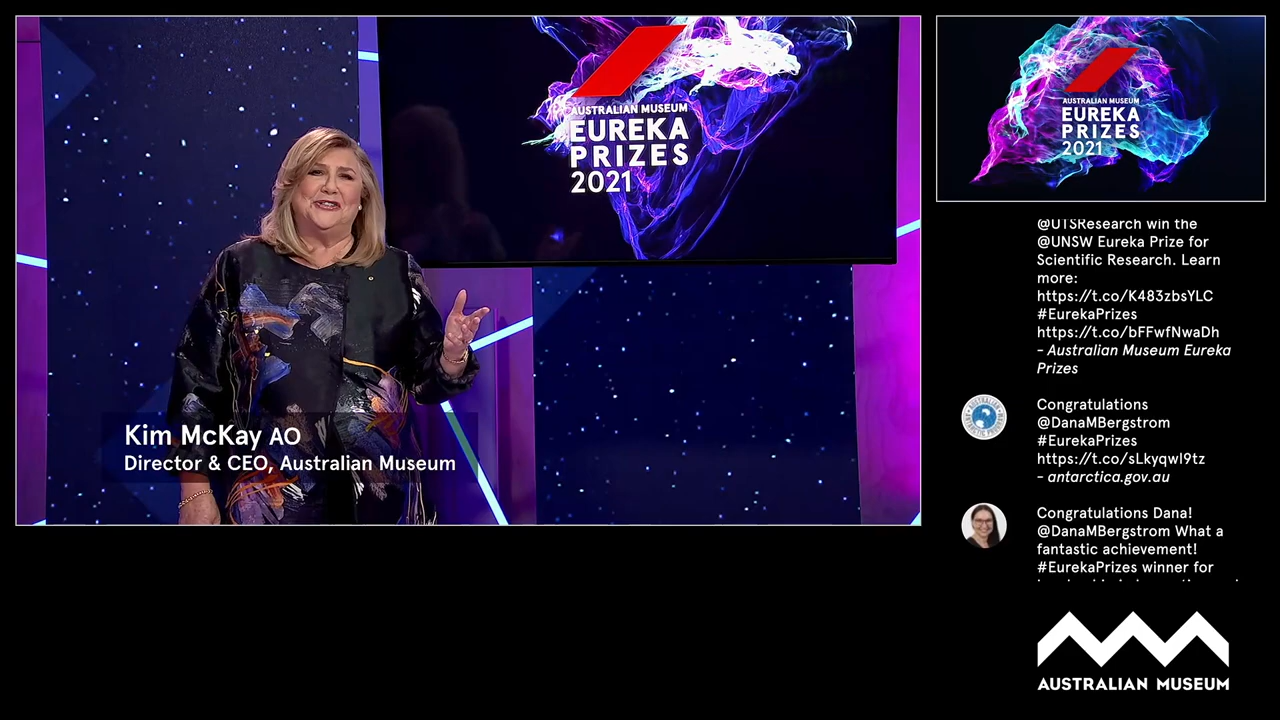 AUSTRALIAN MUSEUM
EUREKA
PRIZES
2021
Kim McKay AO
Director & CEO, Australian Museum
AUSTRALIAN MUSEUM
EUREKA
PRIZES
2021
@UTSResearch win the
@UNSW Eureka Prize for
Scientific Research. Learn
more:
https://t.co/K483zbsYLC
#EurekaPrizes
https://t.co/bFFwfNwaDh
- Australian Museum Eureka
Prizes
Congratulations
@DanaMBergstrom
#EurekaPrizes
https://t.co/sLkyqwI9tz
- antarctica.gov.au
Congratulations Dana!
@DanaMBergstrom What a
fantastic achievement!
#EurekaPrizes winner for
AUSTRALIAN MUSEUM